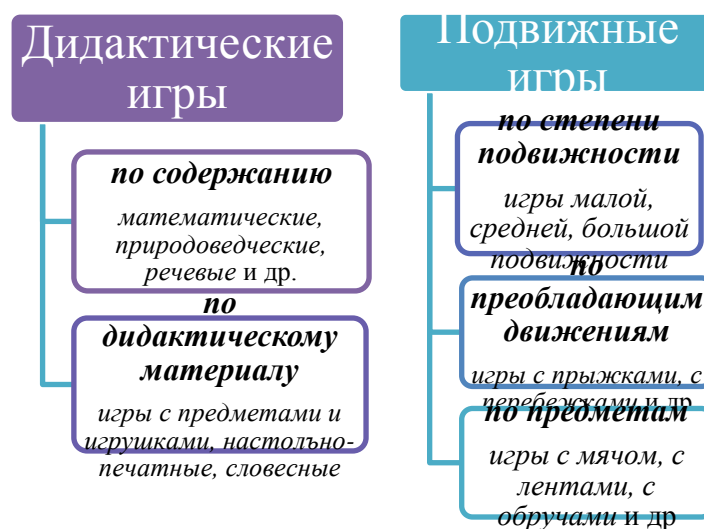 Дидактические
игры
по содержанию
математические,
природоведческие,
речевые и др.
по
дидактическому
материалу
игры с предметами и
игрушками, настольно-
печатные, словесные
Подвижные
игры
по степени
подвижности
игры малой,
средней, большой
подвижности
по
преобладающим
движениям
игры с прыжками, с
перебежками и др
по предметам
игры с мячом, с
лентами, с
обручами и др